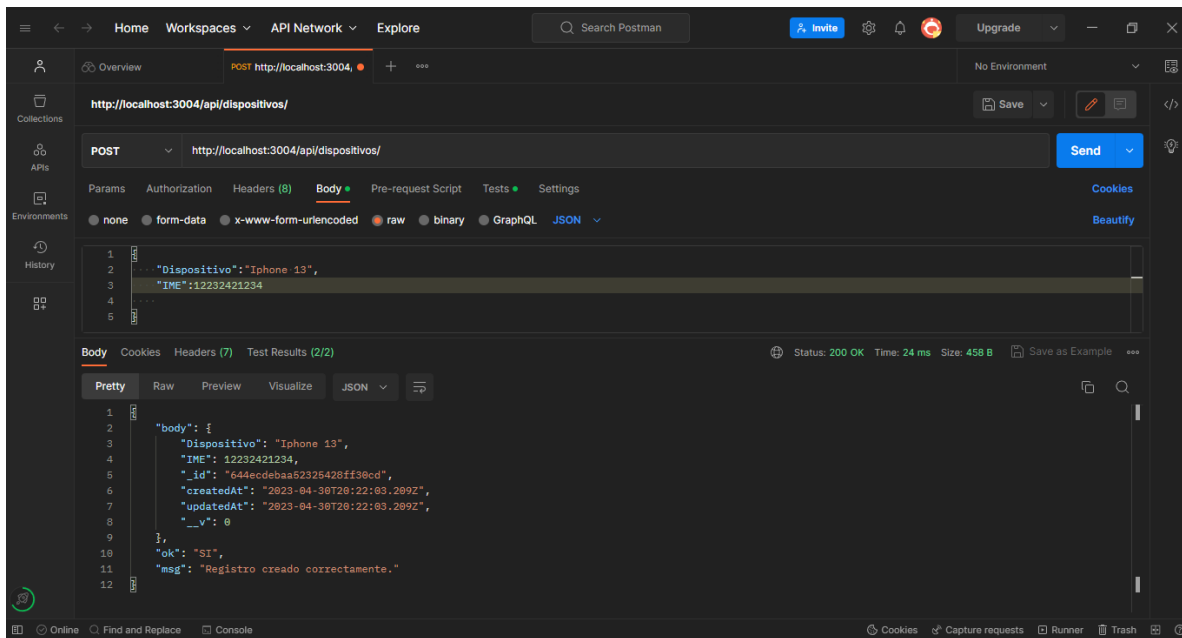 Home Workspaces API Network Explore Search Postman Invite Upgrade
Overview POST http://localhost:3004, No Environment
http://localhost:3004/api/dispositivos/ Save
POST http://localhost:3004/api/dispositivos/ Send
Params Authorization Headers (8) Body Pre-request Script Tests Settings Cookies
none form-data x-www-form-urlencoded raw binary GraphQL JSON Beautify
Collections
APIs
Environments
History
1 {
2 "Dispositivo":"Iphone 13",
3 "IME":12232421234
4
5 }
Body Cookies Headers (7) Test Results (2/2) Status: 200 OK Time: 24 ms Size: 458 B Save as Example
Pretty Raw Preview Visualize JSON
1 {
2 "body": {
3 "Dispositivo": "Iphone 13",
4 "IME": 12232421234,
5 "_id": "644ecdebaa52325428ff30cd",
6 "createdAt": "2023-04-30T20:22:03.209Z",
7 "updatedAt": "2023-04-30T20:22:03.209Z",
8 "__v": 0
9 },
10 "ok": "SI",
11 "msg": "Registro creado correctamente."
12 }
Online Find and Replace Console Cookies Capture requests Runner Trash